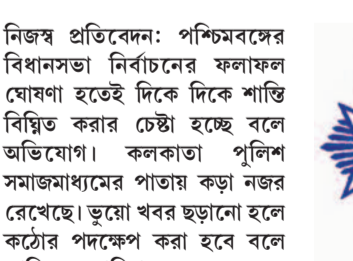 নিজস্ব প্রতিবেদন: পশ্চিমবঙ্গের
বিধানসভা নির্বাচনের ফলাফল
ঘোষণা হতেই দিকে দিকে শান্তি
বিঘ্নিত করার চেষ্টা হচ্ছে বলে
অভিযোগ। কলকাতা পুলিশ
সমাজমাধ্যমের পাতায় কড়া নজর
রেখেছে। ভুয়ো খবর ছড়ানো হলে
কঠোর পদক্ষেপ করা হবে বলে